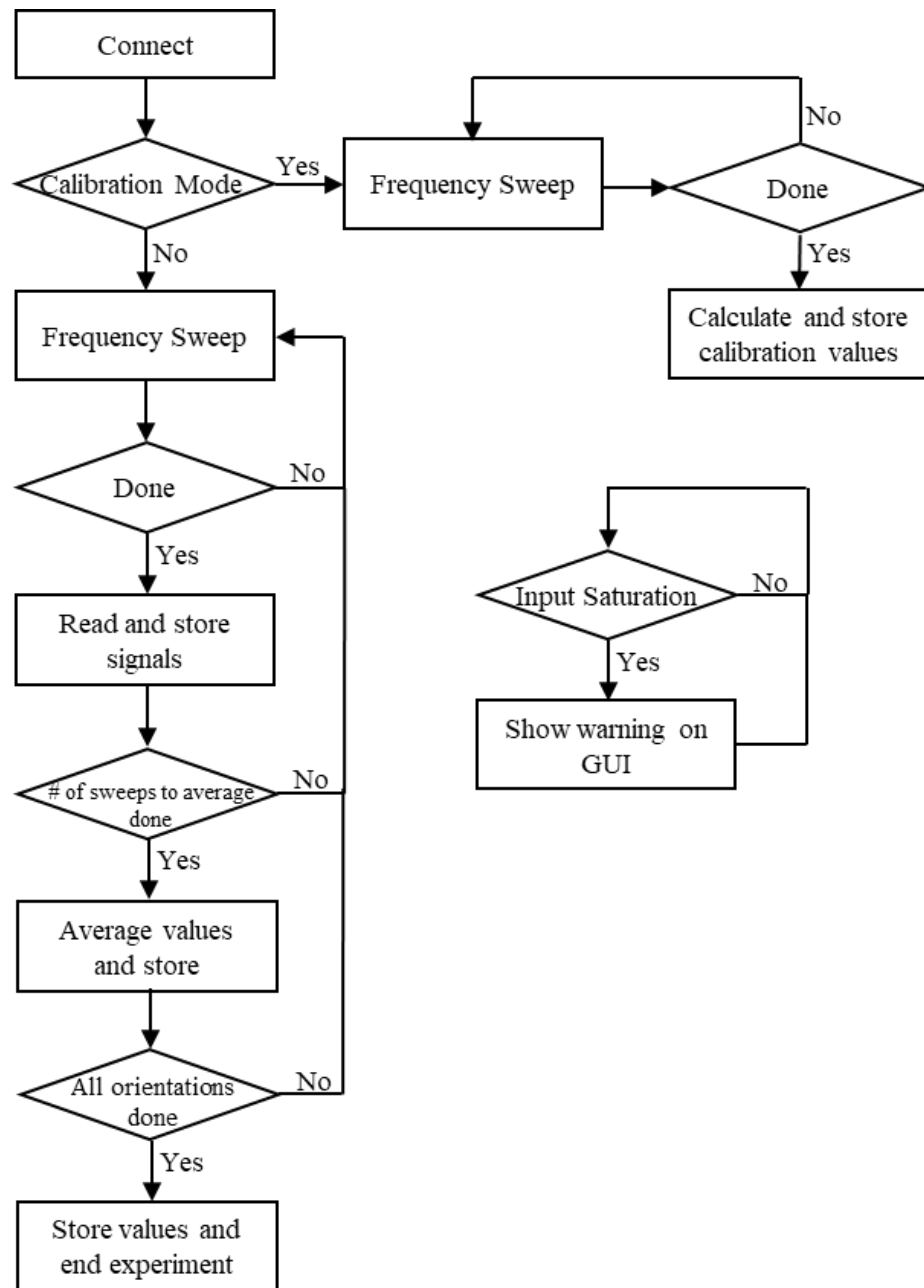 Connect
No
Calibration Mode
Yes
Frequency Sweep
Done
No
Yes
Frequency Sweep
Calculate and store
calibration values
Done
No
Yes
Input Saturation
No
Read and store
signals
Yes
Show warning on
GUI
# of sweeps to average
done
No
Yes
Average values
and store
All orientations
done
No
Yes
Store values and
end experiment